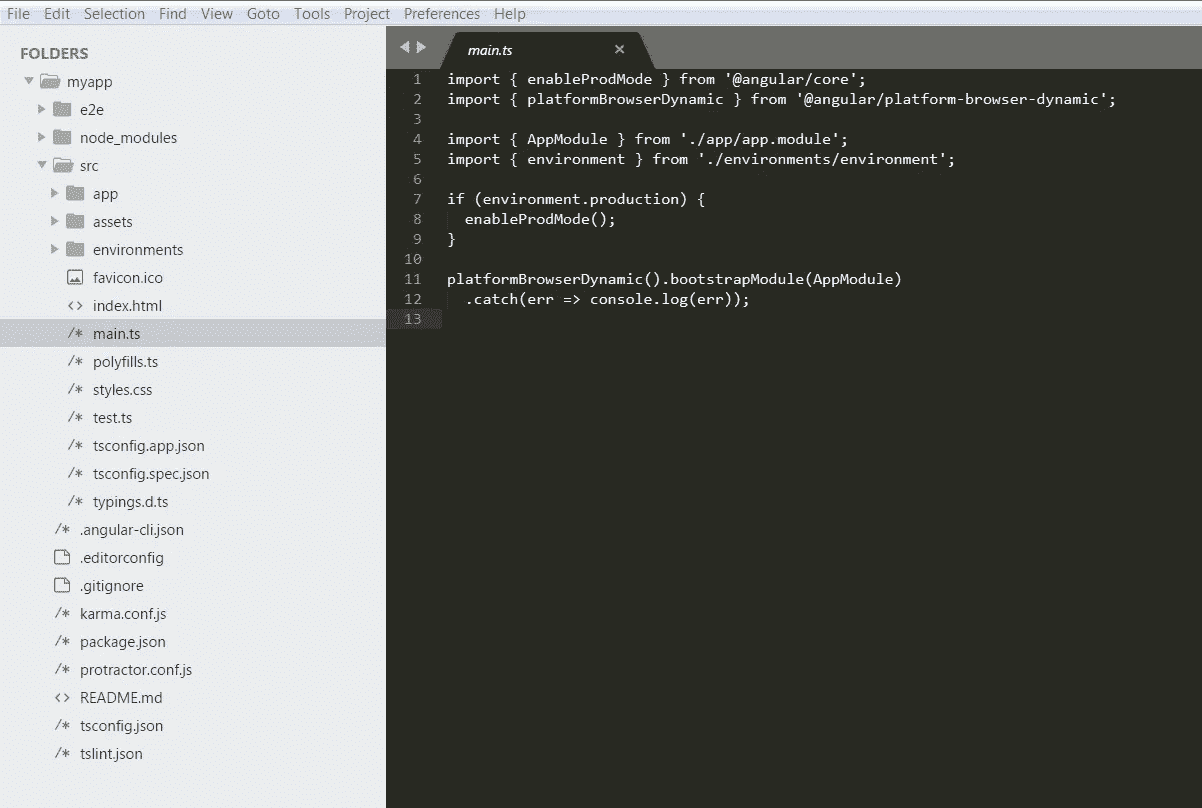 File Edit Selection Find View Goto Tools Project Preferences Help
FOLDERS
myapp
e2e
node_modules
src
app
assets
environments
favicon.ico
<> index.html
/* main.ts
/* polyfills.ts
/* styles.css
/* test.ts
/* tsconfig.app.json
/* tsconfig.spec.json
/* typings.d.ts
/* .angular-cli.json
.editorconfig
.gitignore
/* karma.conf.js
/* package.json
/* protractor.conf.js
<> README.md
/* tsconfig.json
/* tslint.json
main.ts ×
1 import { enableProdMode } from '@angular/core';
2 import { platformBrowserDynamic } from '@angular/platform-browser-dynamic';
3
4 import { AppModule } from './app/app.module';
5 import { environment } from './environments/environment';
6
7 if (environment.production) {
8   enableProdMode();
9 }
10
11 platformBrowserDynamic().bootstrapModule(AppModule)
12   .catch(err => console.log(err));
13